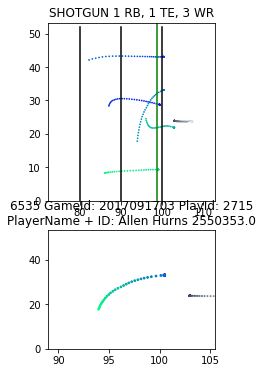 SHOTGUN 1 RB, 1 TE, 3 WR
50
40
30
20
10
0
80 90 100 110
6535 GameId: 2017091703 PlayId: 2715
PlayerName + ID: Allen Hurns 2550353.0
40
20
0
90 95 100 105